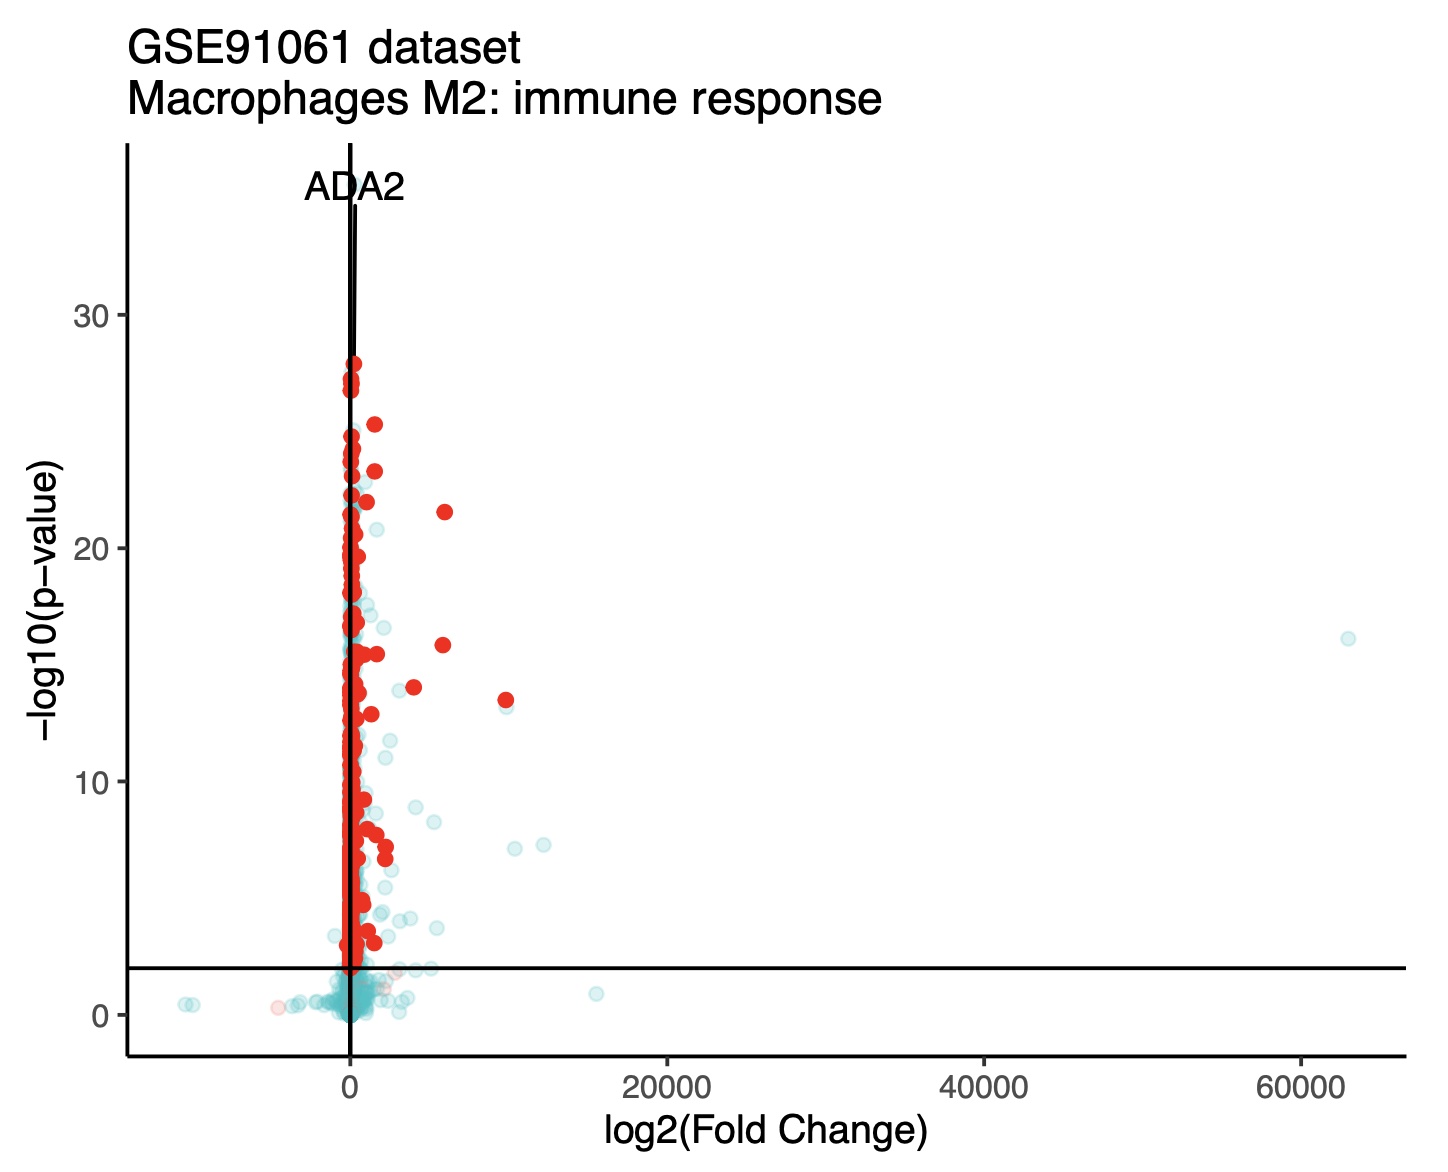 GSE91061 dataset
Macrophages M2: immune response
ADA2
30
20
10
0
−log10(p−value)
0 20000 40000 60000
log2(Fold Change)